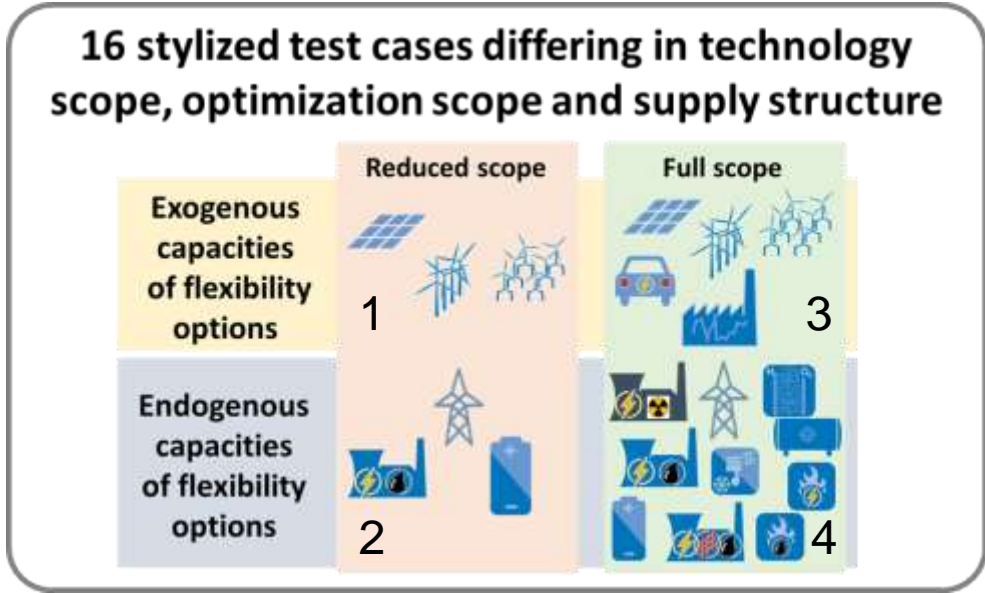 16 stylized test cases differing in technology
scope, optimization scope and supply structure
Reduced scope
Full scope
Exogenous
capacities
of flexibility
options
1
3
Endogenous
capacities
of flexibility
options
2
4